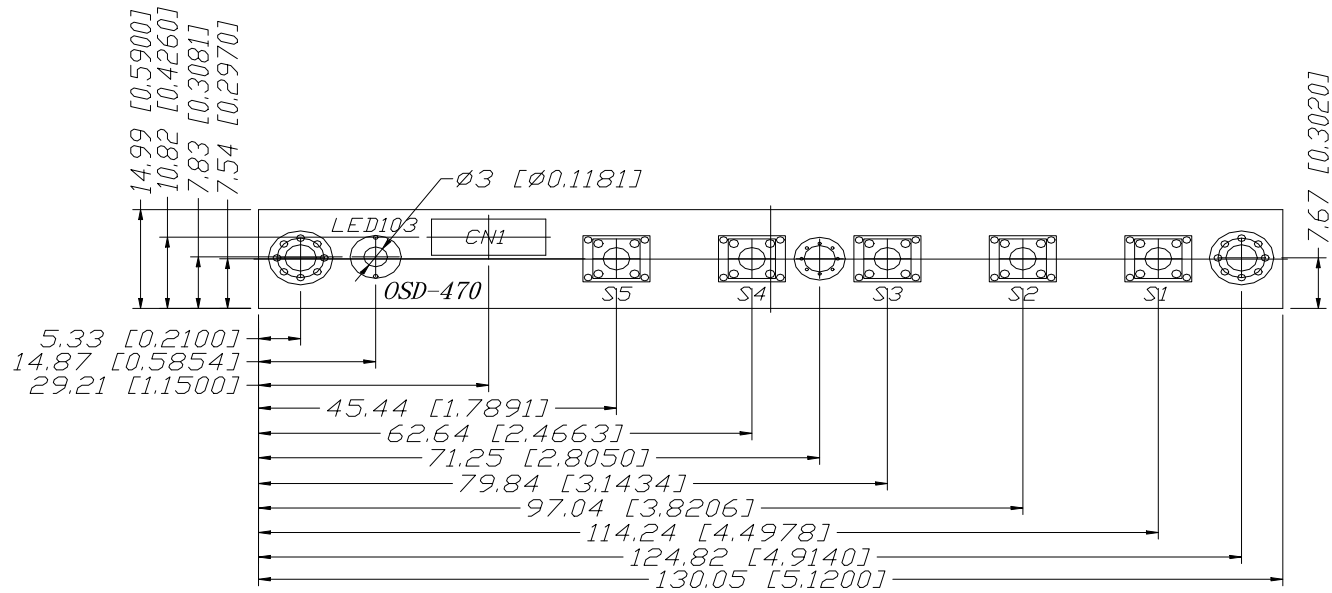 14.99 [0.5900]
10.82 [0.4260]
7.83 [0.3081]
7.54 [0.2970]
7.67 [0.3020]
ø3 [ø0.1181]
LED103
CN1
OSD-470
S5
S4
S3
S2
S1
5.33 [0.2100]
14.87 [0.5854]
29.21 [1.1500]
45.44 [1.7891]
62.64 [2.4663]
71.25 [2.8050]
79.84 [3.1434]
97.04 [3.8206]
114.24 [4.4978]
124.82 [4.9140]
130.05 [5.1200]